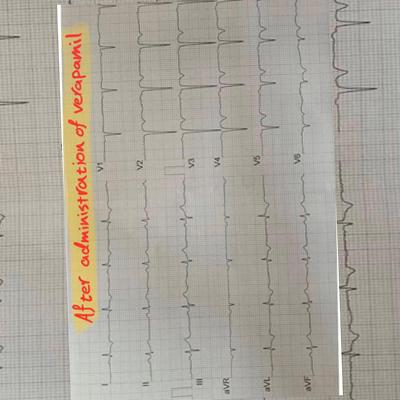 After administration of verapamil
I
II
III
aVR
aVL
aVF
V1
V2
V3
V4
V5
V6